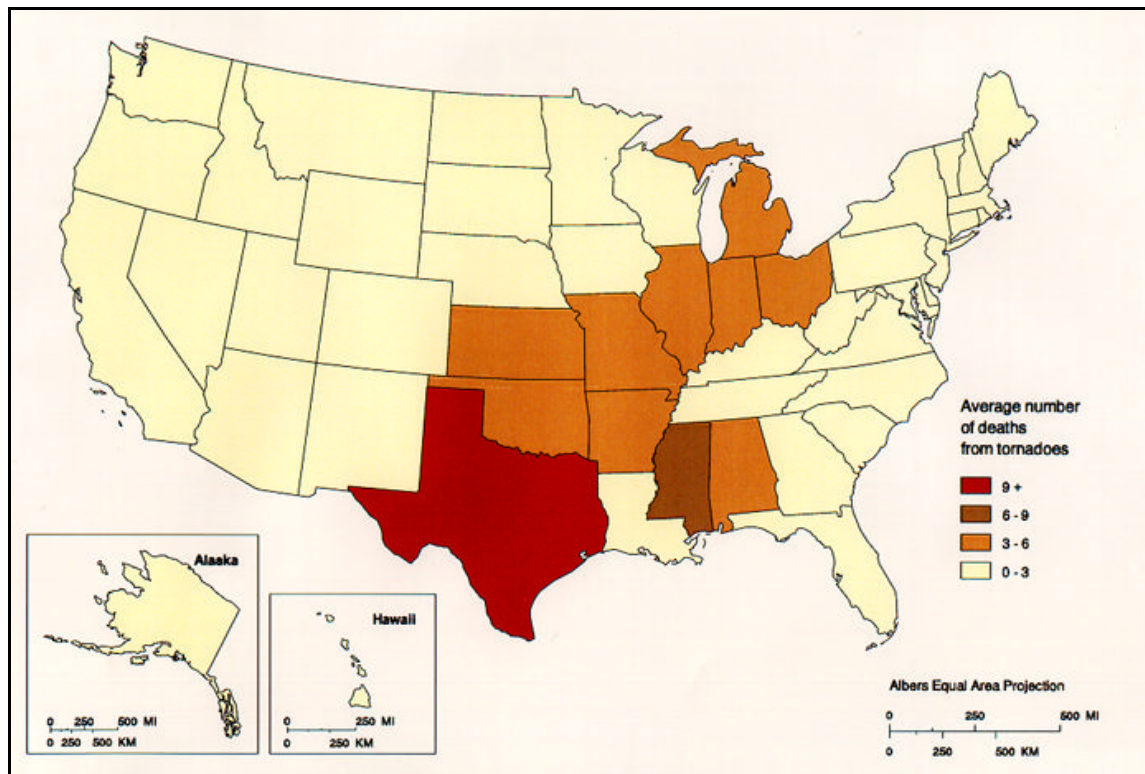 Average number
of deaths
from tornadoes
9 +
6 - 9
3 - 6
0 - 3
Alaska
0 250 500 MI
0 250 500 KM
Hawaii
0 250 MI
0 250 KM
Albers Equal Area Projection
0 250 500 MI
0 250 500 KM